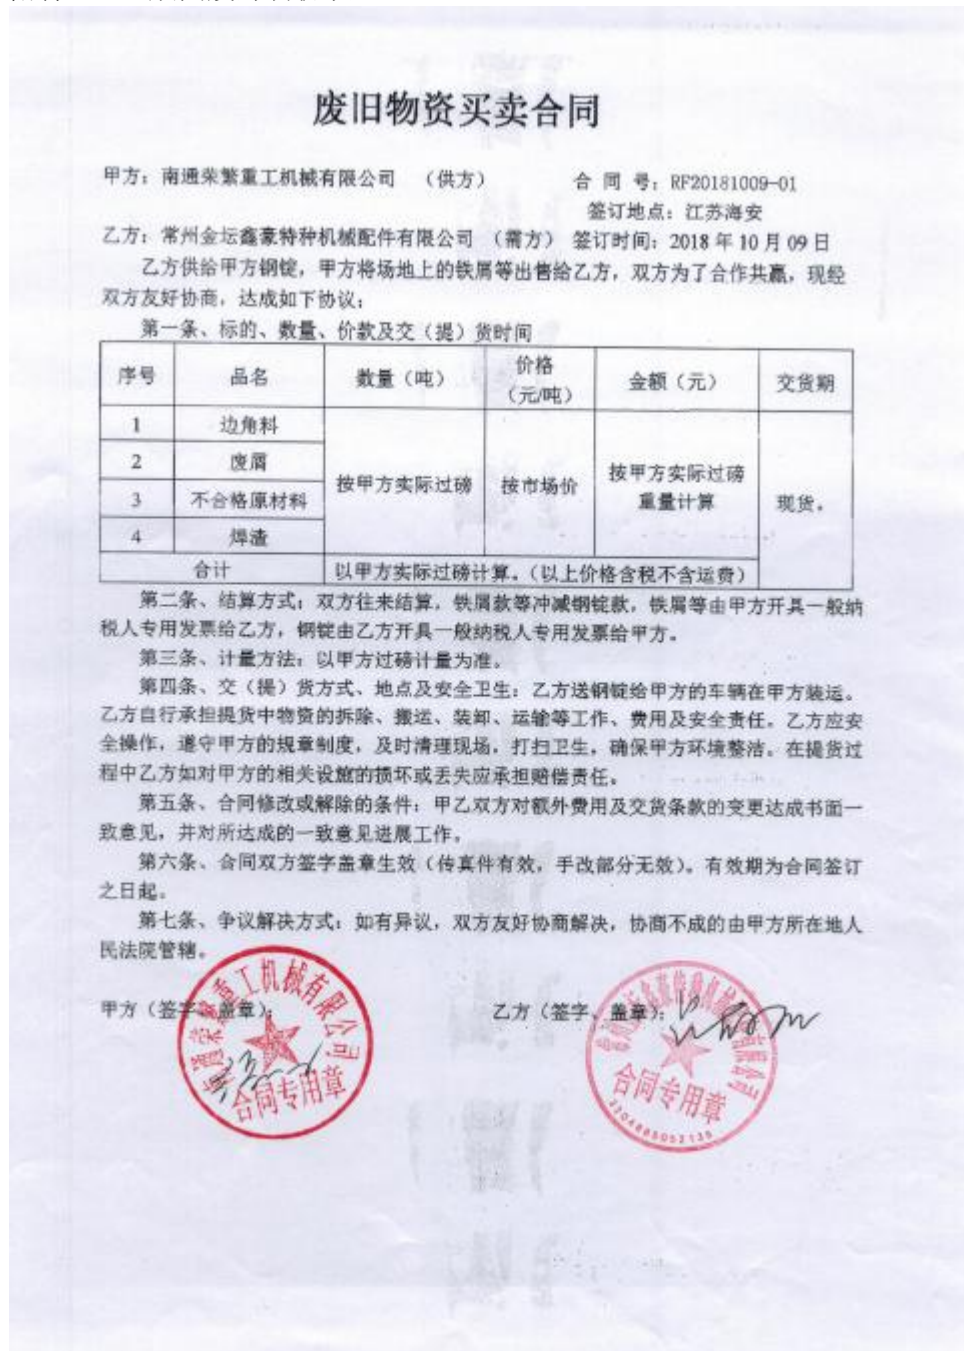 废旧物资买卖合同
甲方：南通荣繁重工机械有限公司 （供方） 合 同 号：RF20181009-01
签订地点：江苏海安
乙方：常州金坛鑫豪特种机械配件有限公司 （需方） 签订时间：2018年10月09日
乙方供给甲方钢锭，甲方将场地上的铁屑等出售给乙方，双方为了合作共赢，现经
双方友好协商，达成如下协议：
第一条、标的、数量、价款及交（提）货时间
序号 品名 数量（吨） 价格（元/吨） 金额（元） 交货期
1 边角料
2 废屑
3 不合格原材料
4 焊渣
按甲方实际过磅 按市场价 按甲方实际过磅
重量计算 现货。
合计 以甲方实际过磅计算。（以上价格含税不含运费）
第二条、结算方式：双方往来结算，铁屑款等冲减钢锭款，铁屑等由甲方开具一般纳
税人专用发票给乙方，钢锭由乙方开具一般纳税人专用发票给甲方。
第三条、计量方法：以甲方过磅计量为准。
第四条、交（提）货方式、地点及安全卫生：乙方送钢锭给甲方的车辆在甲方装运。
乙方自行承担提货中物资的拆除、搬运、装卸、运输等工作、费用及安全责任。乙方应安
全操作，遵守甲方的规章制度，及时清理现场，打扫卫生，确保甲方环境整洁。在提货过
程中乙方如对甲方的相关设施的损坏或丢失应承担赔偿责任。
第五条、合同修改或解除的条件：甲乙双方对额外费用及交货条款的变更达成书面一
致意见，并对所达成的一致意见进展工作。
第六条、合同双方签字盖章生效（传真件有效，手改部分无效）。有效期为合同签订
之日起。
第七条、争议解决方式：如有异议，双方友好协商解决，协商不成的由甲方所在地人
民法院管辖。
甲方（签字、盖章）： 乙方（签字、盖章）：
南通荣繁重工机械有限公司
合同专用章
合同专用章